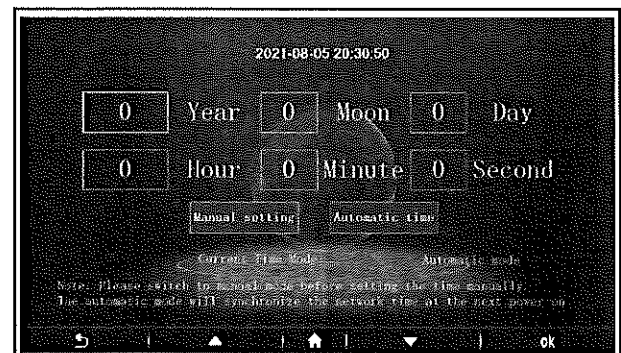 2021-08-05 20:30:50
0 Year 0 Moon 0 Day
0 Hour 0 Minute 0 Second
Manual setting Automatic time
Current Time Mode: Automatic mode
Note: Please switch to manual mode before setting the time manually
The automatic mode will synchronize the network time at the next power on
ok